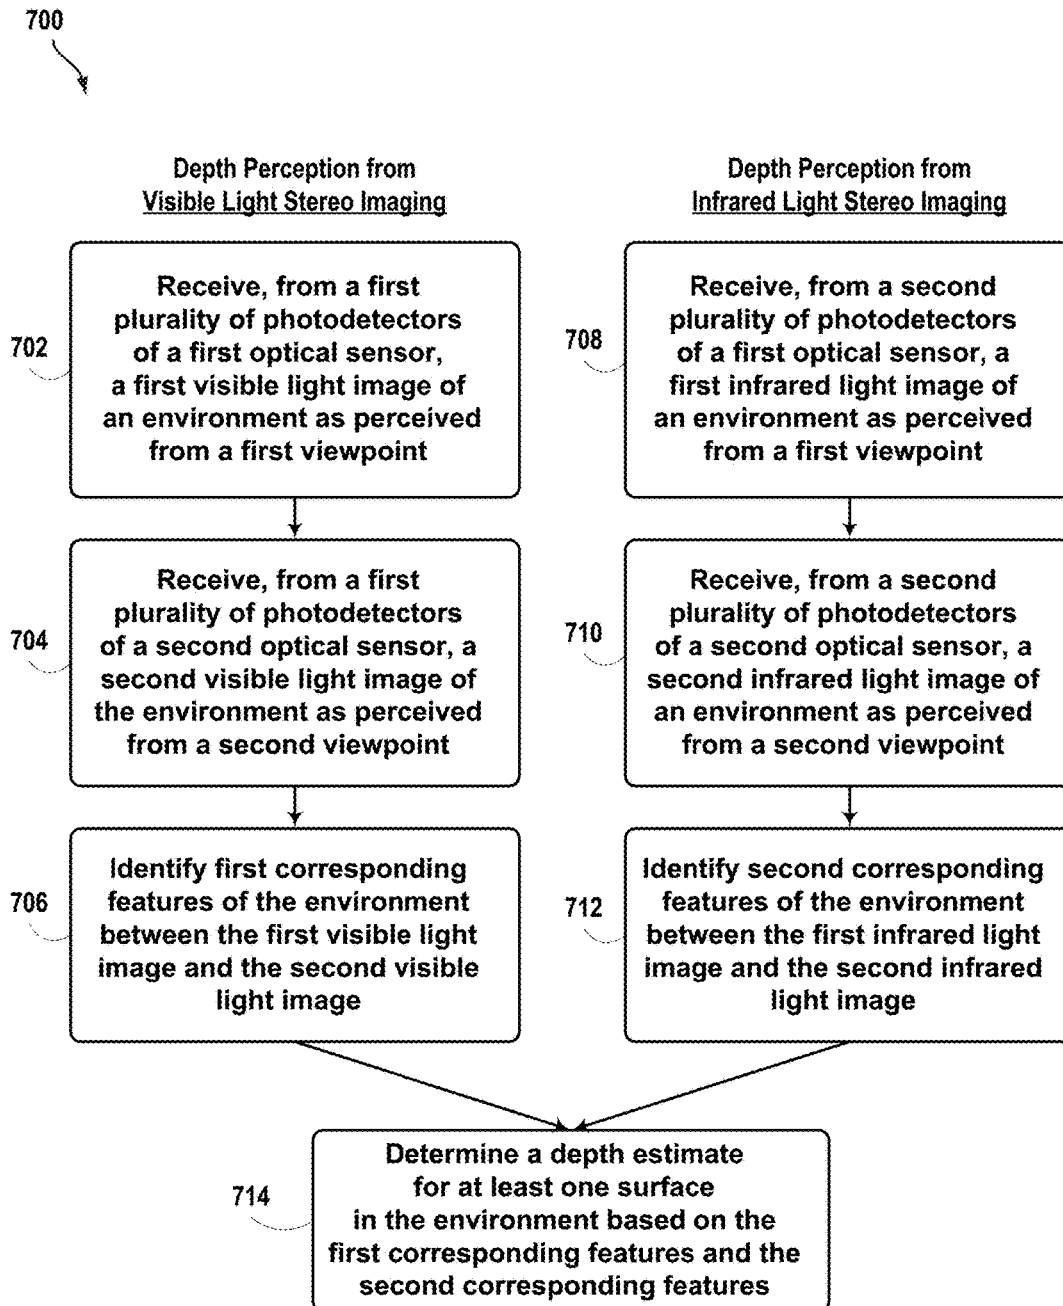 700
Depth Perception from
Visible Light Stereo Imaging
702
Receive, from a first
plurality of photodetectors
of a first optical sensor,
a first visible light image of
an environment as perceived
from a first viewpoint
704
Receive, from a first
plurality of photodetectors
of a second optical sensor, a
second visible light image of
the environment as perceived
from a second viewpoint
706
Identify first corresponding
features of the environment
between the first visible light
image and the second visible
light image
Depth Perception from
Infrared Light Stereo Imaging
708
Receive, from a second
plurality of photodetectors
of a first optical sensor, a
first infrared light image of
an environment as perceived
from a first viewpoint
710
Receive, from a second
plurality of photodetectors
of a second optical sensor, a
second infrared light image of
an environment as perceived
from a second viewpoint
712
Identify second corresponding
features of the environment
between the first infrared light
image and the second infrared
light image
714
Determine a depth estimate
for at least one surface
in the environment based on the
first corresponding features and the
second corresponding features